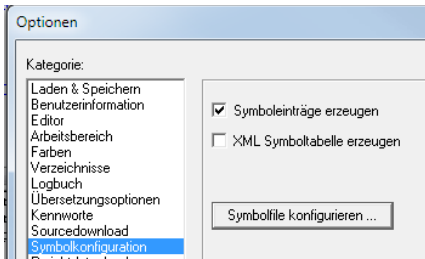 Optionen
Kategorie:
Laden & Speichern
Benutzerinformation
Editor
Arbeitsbereich
Farben
Verzeichnisse
Logbuch
Übersetzungsoptionen
Kennworte
Sourcedownload
Symbolkonfiguration
Symboleinträge erzeugen
XML Symboltabelle erzeugen
Symbolfile konfigurieren ...